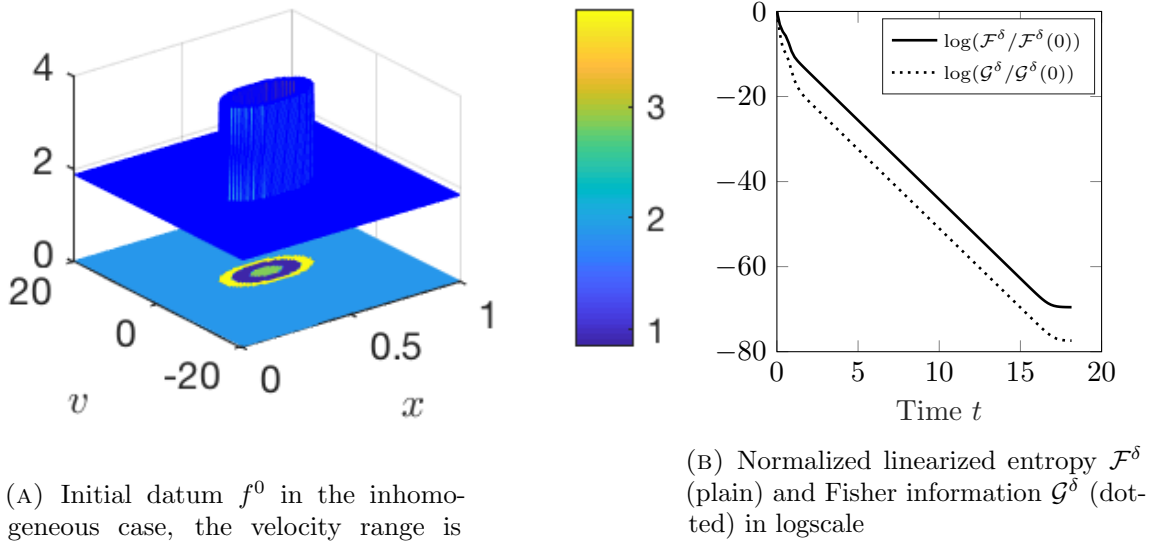 4
2
0
20
0
-20
v
0
0.5
1
x
3
2
1
0
−20
−40
−60
−80
log(𝓕^δ/𝓕^δ(0))
log(𝓖^δ/𝓖^δ(0))
0
5
10
15
20
Time t
(A) Initial datum f^0 in the inhomo-
geneous case, the velocity range is
(B) Normalized linearized entropy 𝓕^δ
(plain) and Fisher information 𝓖^δ (dot-
ted) in logscale